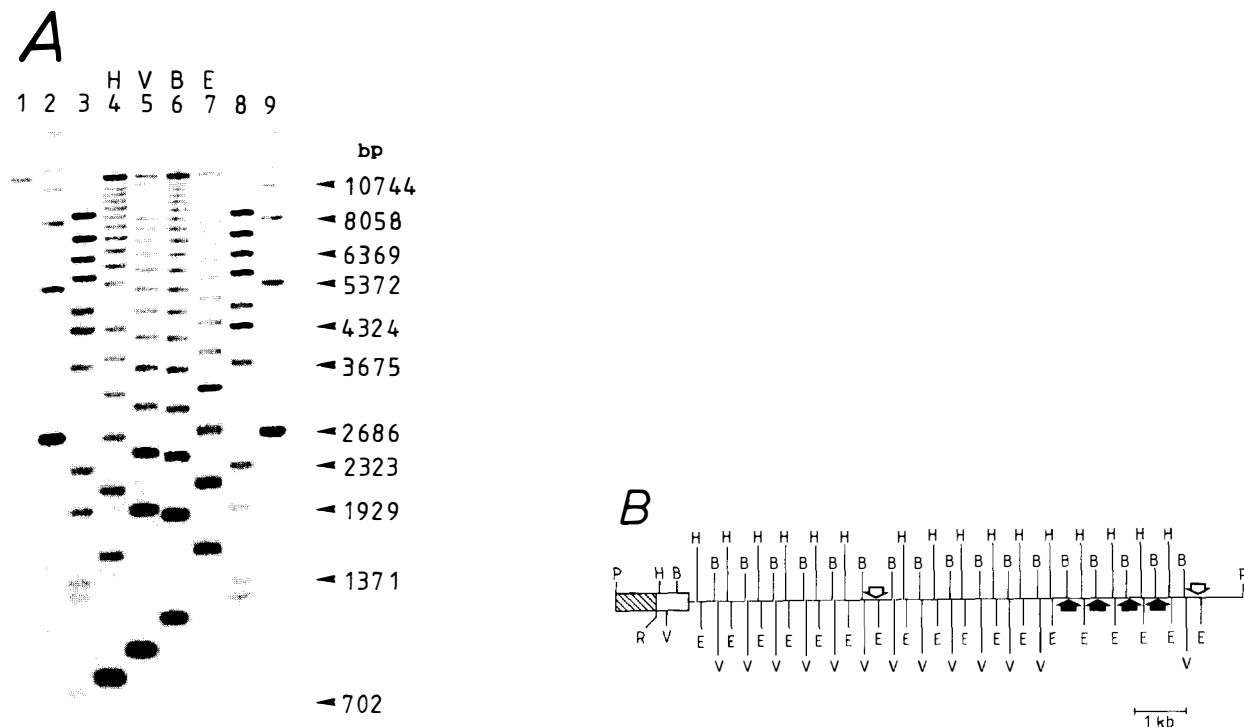 A
H V B E
1 2 3 4 5 6 7 8 9
bp
10744
8058
6369
5372
4324
3675
2686
2323
1929
1371
702
B
H H H H H H H H H H H H H H H H
B B B B B B B B B B B B B B B B B
P H B P
R V E E E E E E E E E E E E E E E E E E
V V V V V V V V V V V V V
1 kb